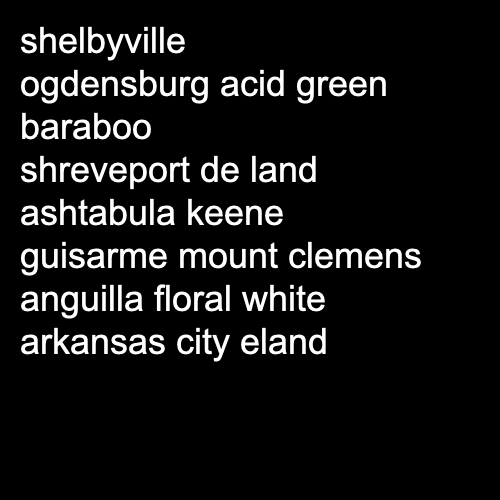 shelbyville
ogdensburg acid green
baraboo
shreveport de land
ashtabula keene
guisarme mount clemens
anguilla floral white
arkansas city eland